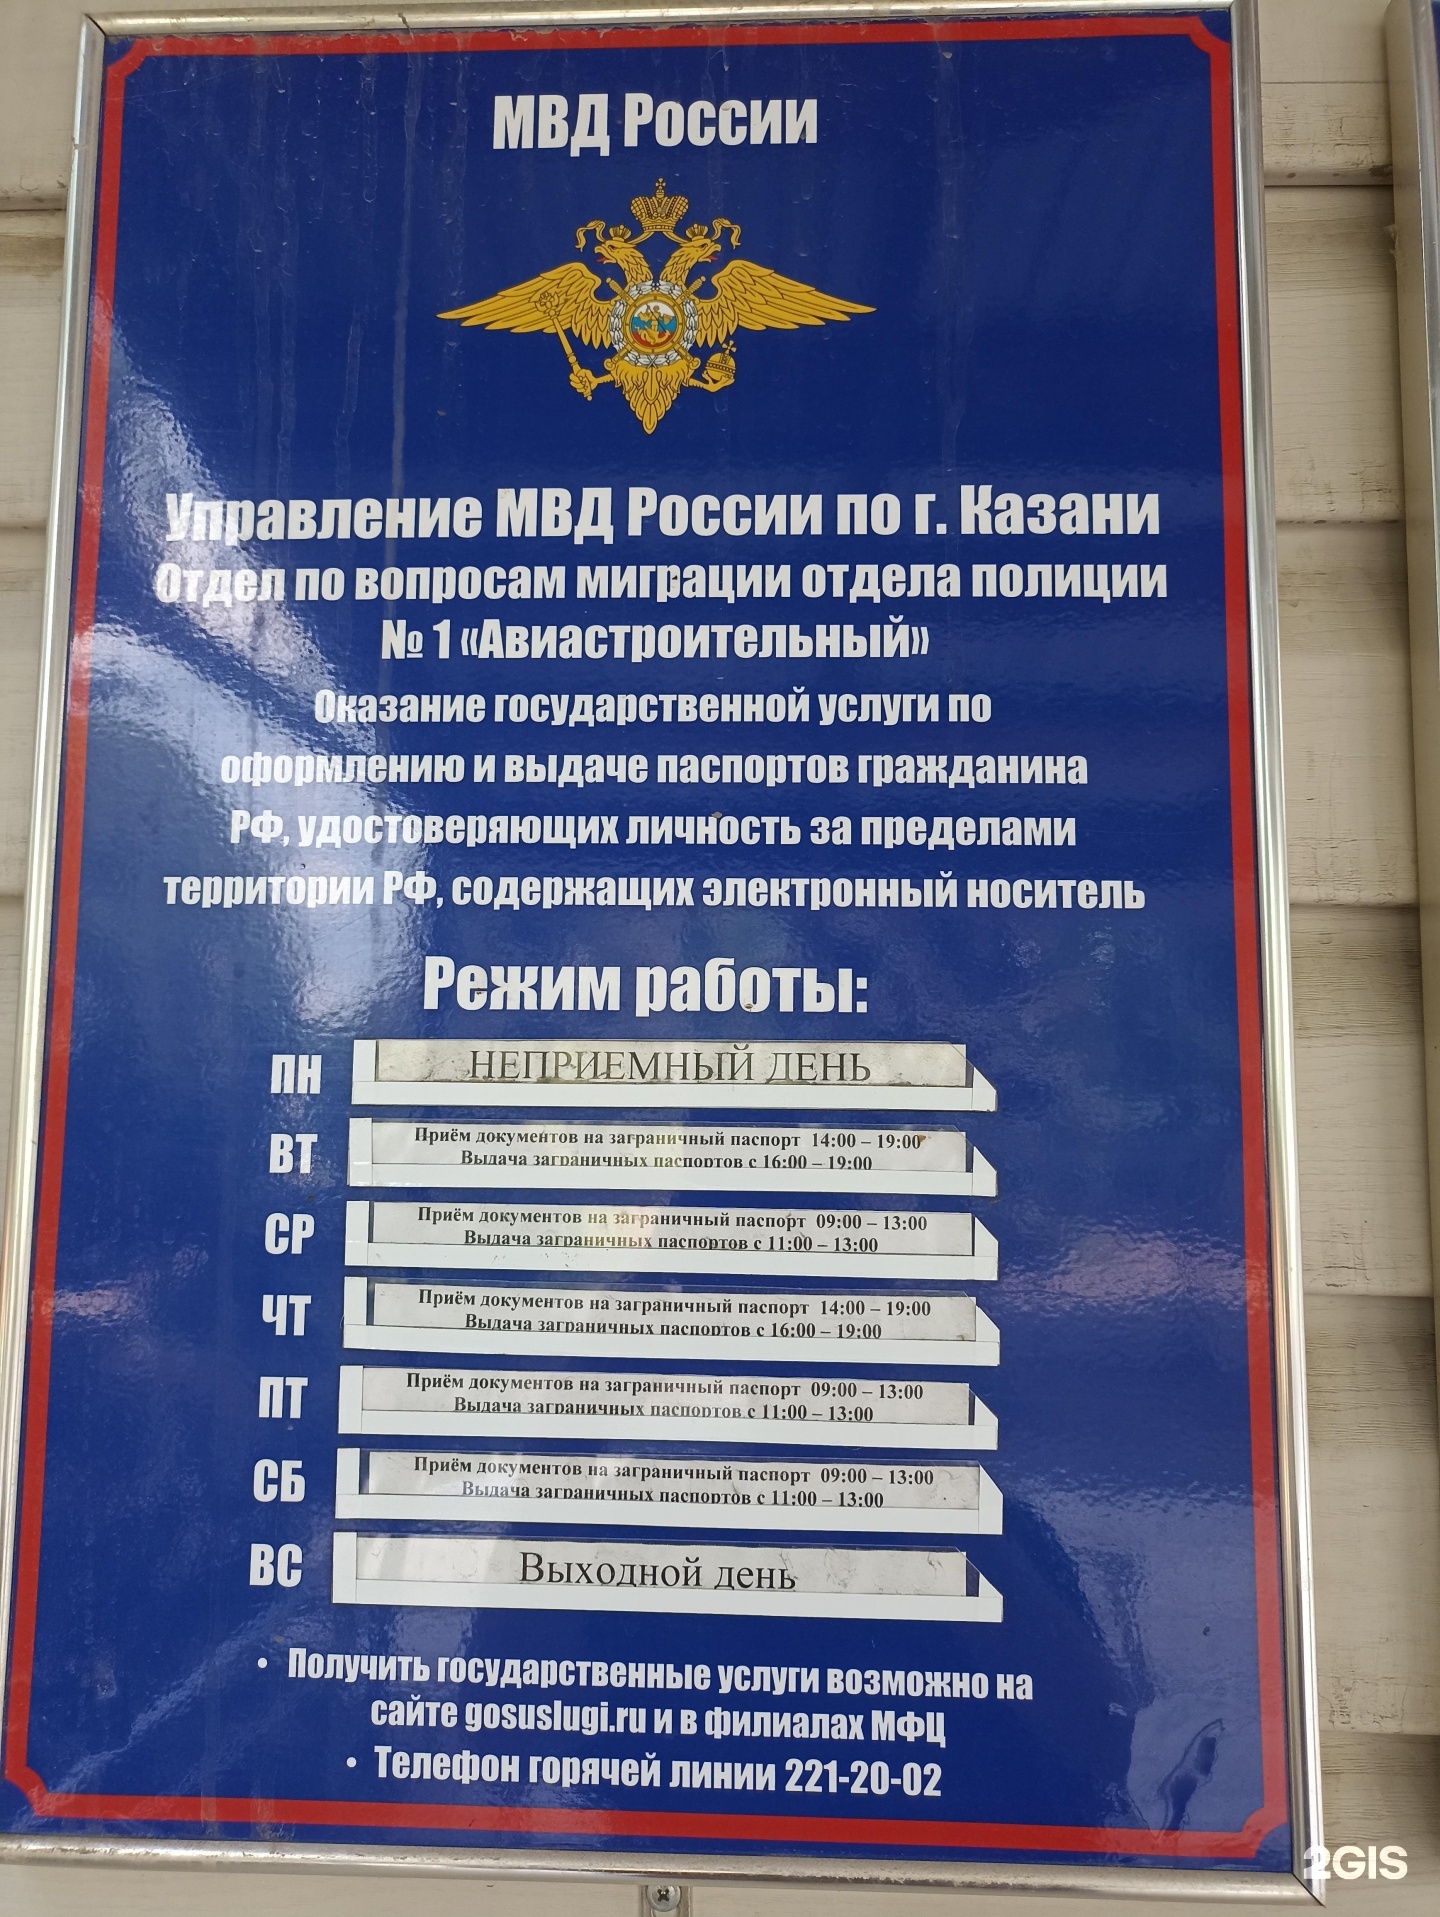 МВД России
Управление МВД России по г. Казани
Отдел по вопросам миграции отдела полиции
№ 1 «Авиастроительный»
Оказание государственной услуги по
оформлению и выдаче паспортов гражданина
РФ, удостоверяющих личность за пределами
территории РФ, содержащих электронный носитель
Режим работы:
ПН НЕПРИЕМНЫЙ ДЕНЬ
ВТ Приём документов на заграничный паспорт 14:00 – 19:00
Выдача заграничных паспортов с 16:00 – 19:00
СР Приём документов на заграничный паспорт 09:00 – 13:00
Выдача заграничных паспортов с 11:00 – 13:00
ЧТ Приём документов на заграничный паспорт 14:00 – 19:00
Выдача заграничных паспортов с 16:00 – 19:00
ПТ Приём документов на заграничный паспорт 09:00 – 13:00
Выдача заграничных паспортов с 11:00 – 13:00
СБ Приём документов на заграничный паспорт 09:00 – 13:00
Выдача заграничных паспортов с 11:00 – 13:00
ВС Выходной день
• Получить государственные услуги возможно на
сайте gosuslugi.ru и в филиалах МФЦ
• Телефон горячей линии 221-20-02
2GIS